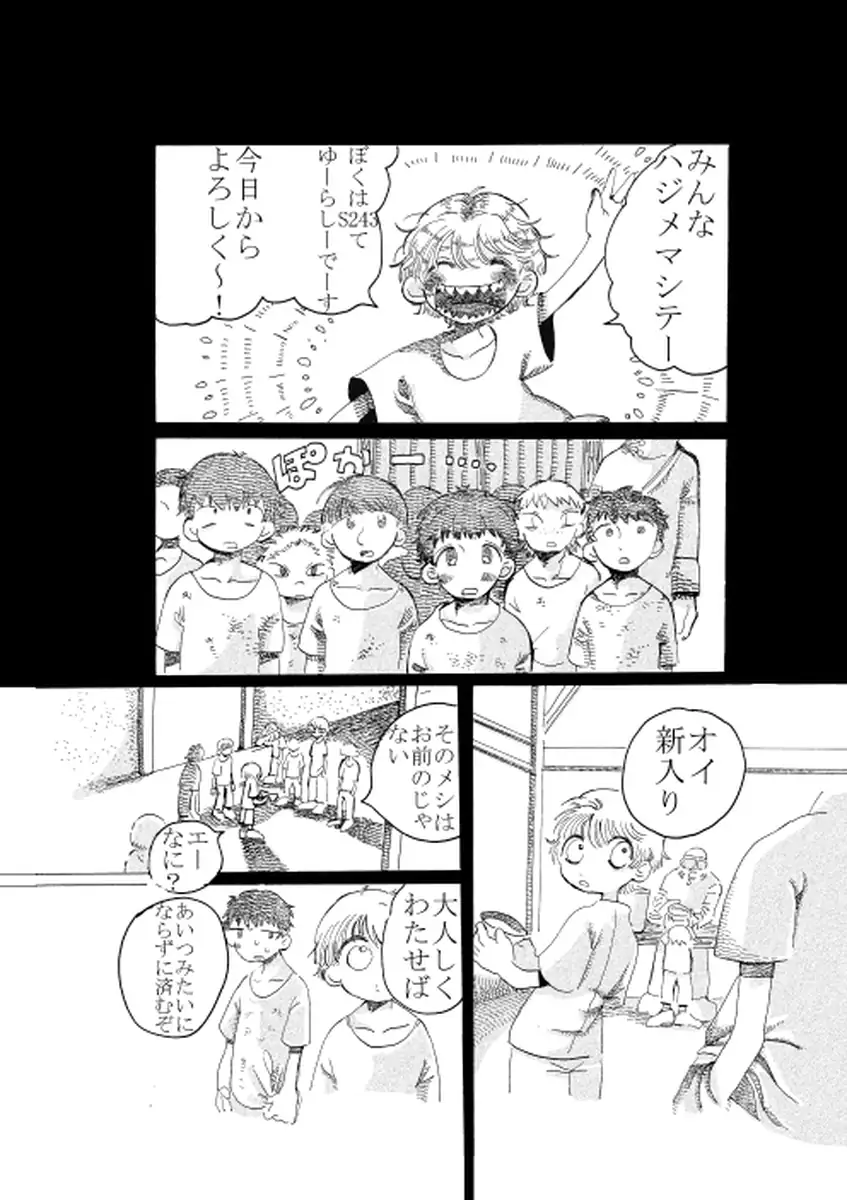 みんな
ハジメマシテー
ぼくはS243て
ゆーらしーでーす
今日から
よろしく～！
ぽかーー‥‥
オイ
新入り
そのメシは
お前のじゃ
ない
エー
なに？
大人しく
わたせば
あいつみたいに
ならずに済むぞ